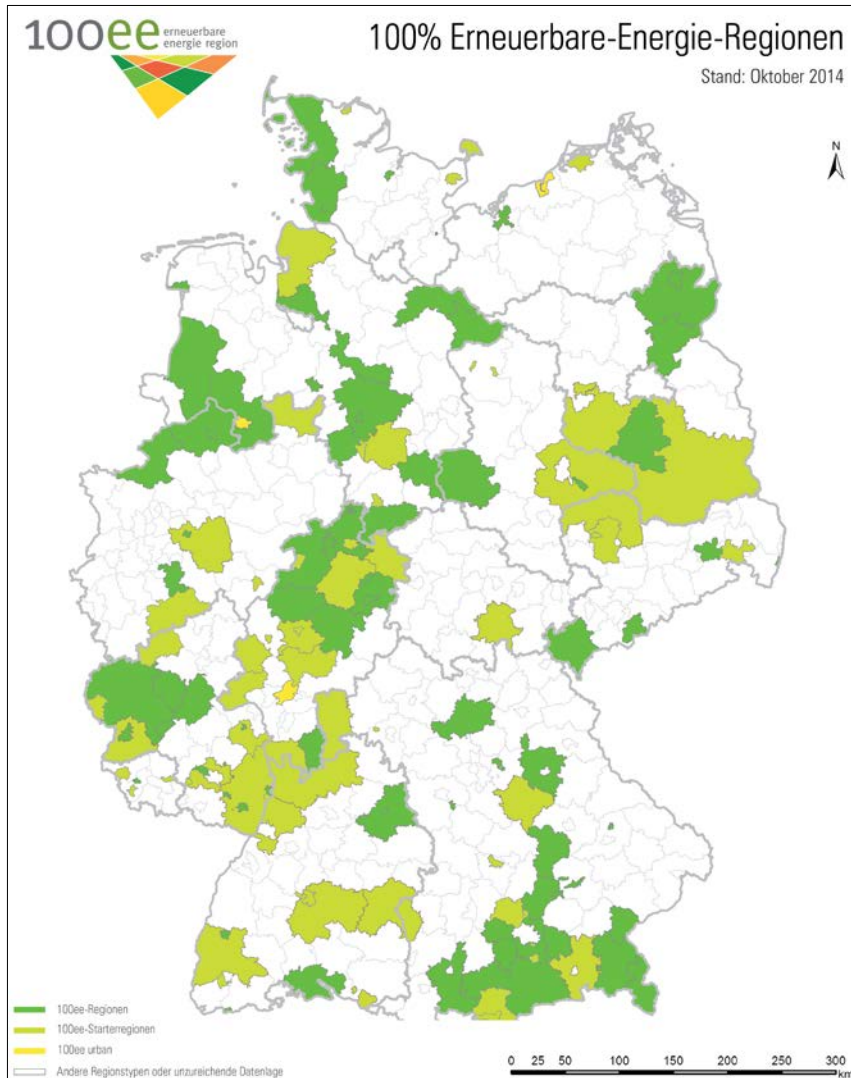 100ee erneuerbare
energie region
100% Erneuerbare-Energie-Regionen
Stand: Oktober 2014
N
100ee-Regionen
100ee-Starterregionen
100ee urban
Andere Regionstypen oder unzureichende Datenlage
0 25 50 100 150 200 250 300
km